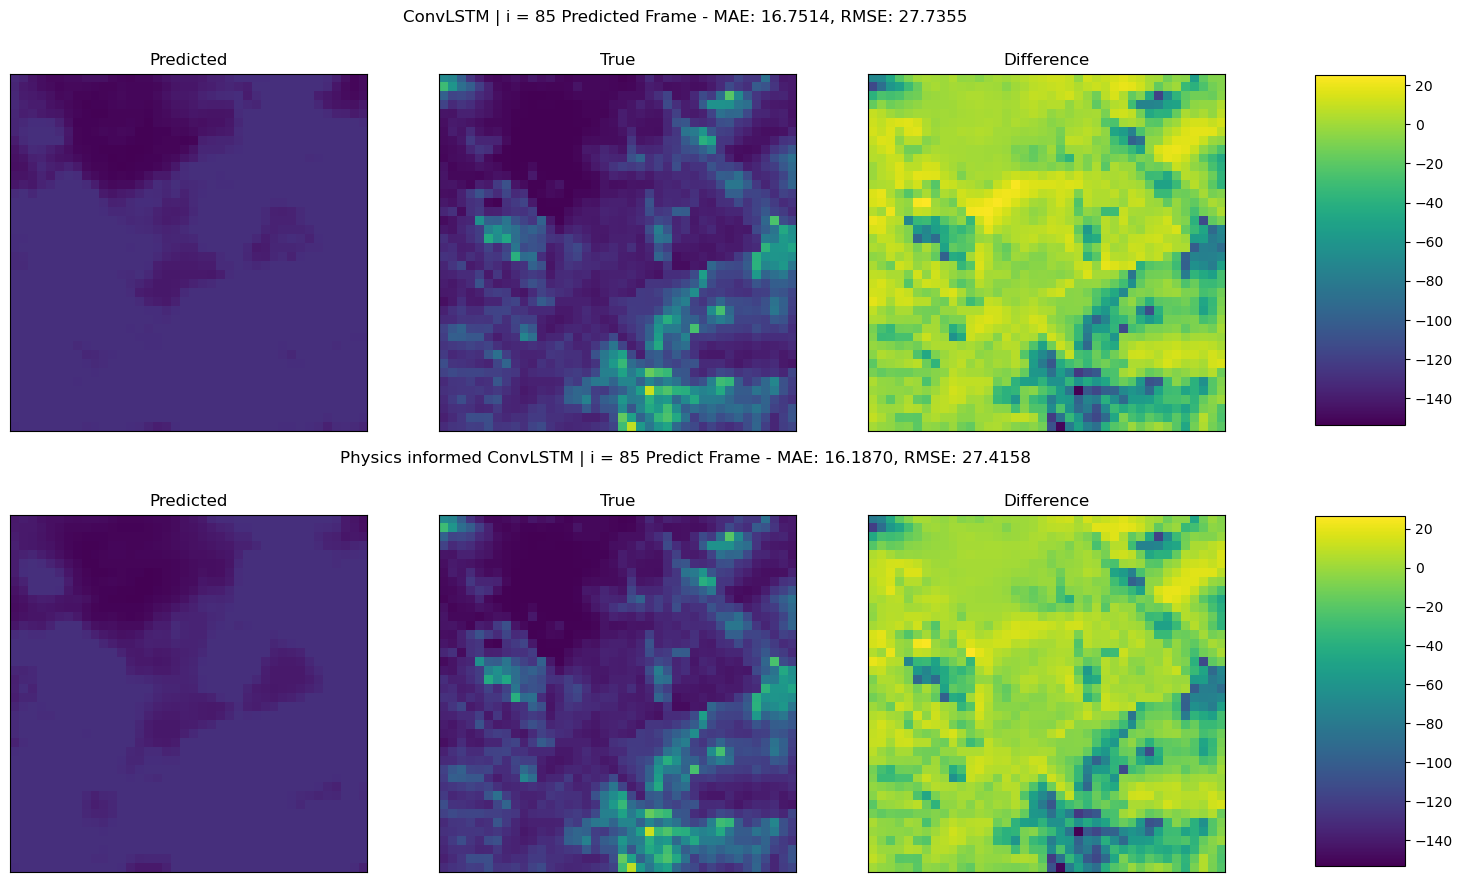 ConvLSTM | i = 85 Predicted Frame - MAE: 16.7514, RMSE: 27.7355
Predicted
True
Difference
20
0
−20
−40
−60
−80
−100
−120
−140
Physics informed ConvLSTM | i = 85 Predict Frame - MAE: 16.1870, RMSE: 27.4158
Predicted
True
Difference
20
0
−20
−40
−60
−80
−100
−120
−140